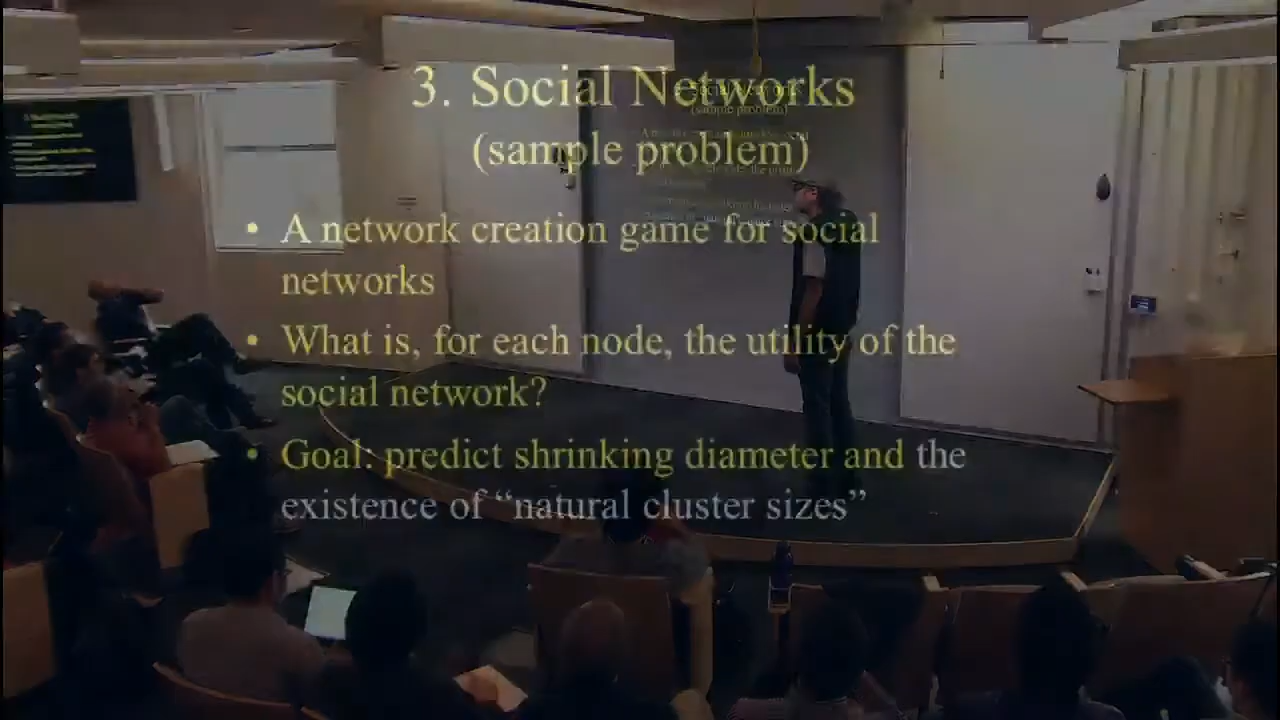 3. Social Networks
(sample problem)
• A network creation game for social
networks
• What is, for each node, the utility of the
social network?
• Goal: predict shrinking diameter and the
existence of “natural cluster sizes”